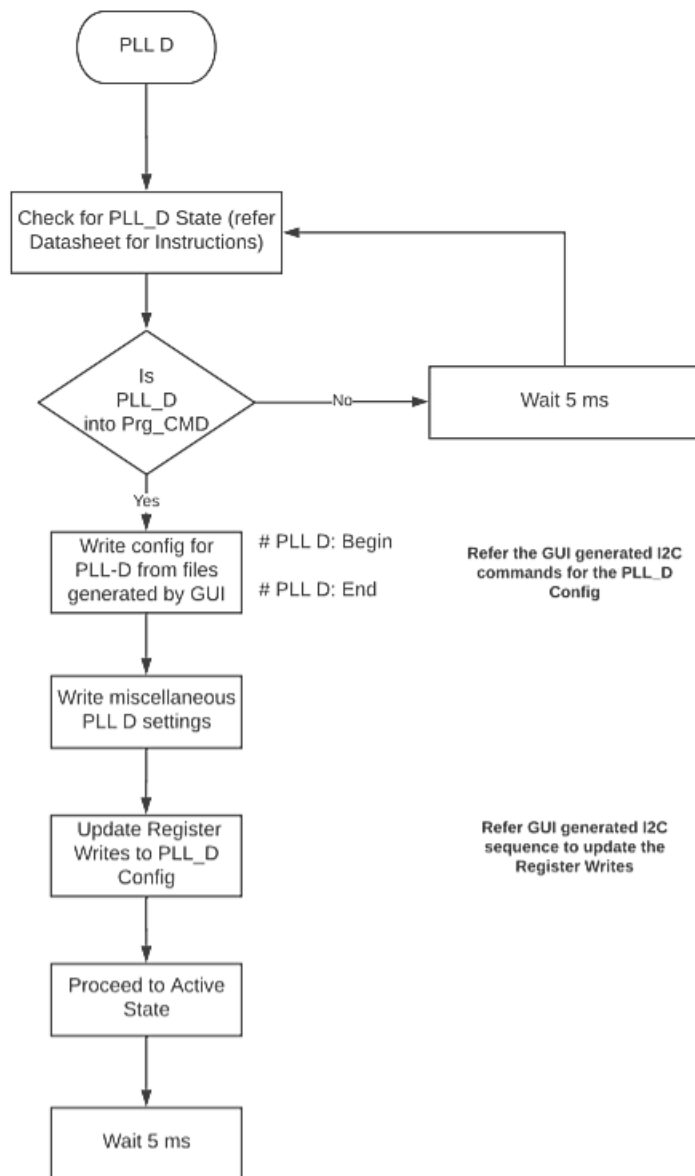 PLL D
Check for PLL_D State (refer
Datasheet for Instructions)
Is
PLL_D
into Prg_CMD
No
Wait 5 ms
Yes
Write config for
PLL-D from files
generated by GUI
# PLL D: Begin
# PLL D: End
Refer the GUI generated I2C
commands for the PLL_D
Config
Write miscellaneous
PLL D settings
Update Register
Writes to PLL_D
Config
Refer GUI generated I2C
sequence to update the
Register Writes
Proceed to Active
State
Wait 5 ms